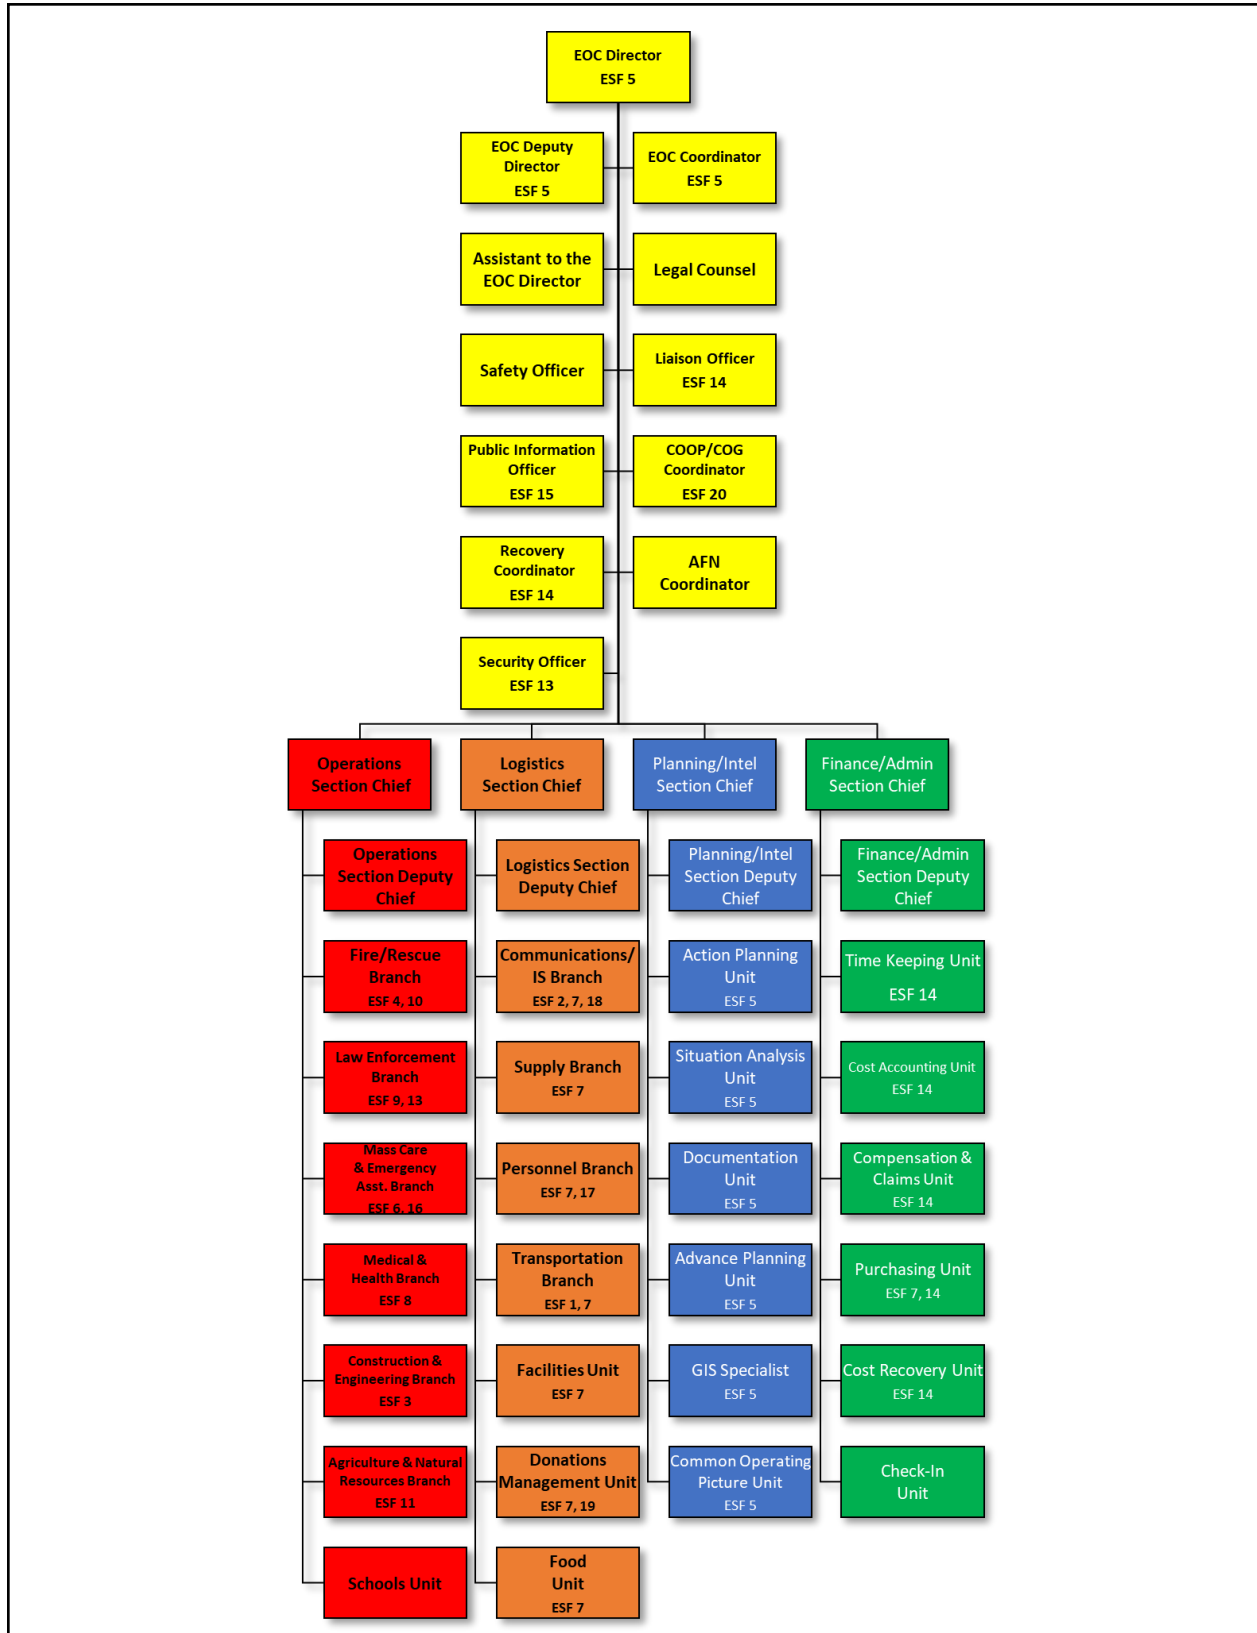 EOC Director
ESF 5
EOC Deputy
Director
ESF 5
EOC Coordinator
ESF 5
Assistant to the
EOC Director
Legal Counsel
Safety Officer
Liaison Officer
ESF 14
Public Information
Officer
ESF 15
COOP/COG
Coordinator
ESF 20
Recovery
Coordinator
ESF 14
AFN
Coordinator
Security Officer
ESF 13
Operations
Section Chief
Logistics
Section Chief
Planning/Intel
Section Chief
Finance/Admin
Section Chief
Operations
Section Deputy
Chief
Logistics Section
Deputy Chief
Planning/Intel
Section Deputy
Chief
Finance/Admin
Section Deputy
Chief
Fire/Rescue
Branch
ESF 4, 10
Communications/
IS Branch
ESF 2, 7, 18
Action Planning
Unit
ESF 5
Time Keeping Unit
ESF 14
Law Enforcement
Branch
ESF 9, 13
Supply Branch
ESF 7
Situation Analysis
Unit
ESF 5
Cost Accounting Unit
ESF 14
Mass Care
& Emergency
Asst. Branch
ESF 6, 16
Personnel Branch
ESF 7, 17
Documentation
Unit
ESF 5
Compensation &
Claims Unit
ESF 14
Medical &
Health Branch
ESF 8
Transportation
Branch
ESF 1, 7
Advance Planning
Unit
ESF 5
Purchasing Unit
ESF 7, 14
Construction &
Engineering Branch
ESF 3
Facilities Unit
ESF 7
GIS Specialist
ESF 5
Cost Recovery Unit
ESF 14
Agriculture & Natural
Resources Branch
ESF 11
Donations
Management Unit
ESF 7, 19
Common Operating
Picture Unit
ESF 5
Check-In
Unit
Schools Unit
Food
Unit
ESF 7